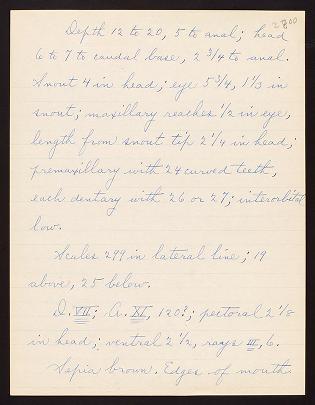 2800
Depth 12 to 20, 5 to anal; head
6 to 7 to caudal base, 2 3/4 to anal.
Snout 4 in head; eye 5 3/4, 1 1/3 in
snout; maxillary reaches 1/2 in eye,
length from snout tip 2 1/4 in head;
premaxillary with 24 curved teeth,
each dentary with 26 or 27; interorbital
low.
Scales 299 in lateral line; 19
above, 25 below.
D. VII; A. XI, 120?; pectoral 2 1/8
in head; ventral 2 1/2, rays III, 6.
Sepia brown. Edges of mouth